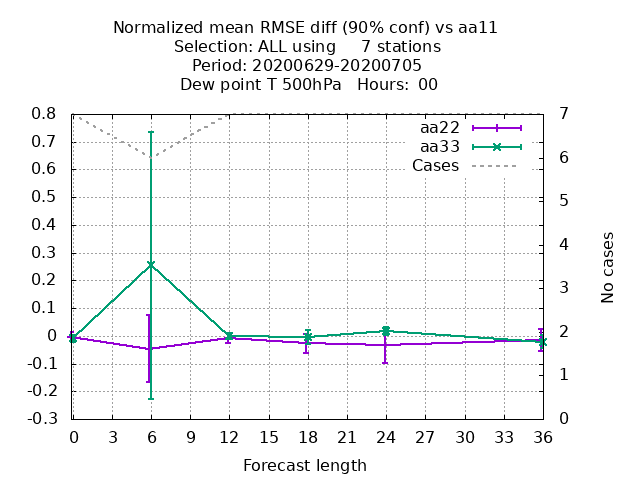 Normalized mean RMSE diff (90% conf) vs aa11
Selection: ALL using     7 stations
Period: 20200629-20200705
Dew point T 500hPa   Hours:  00
0.8
0.7
0.6
0.5
0.4
0.3
0.2
0.1
0
-0.1
-0.2
-0.3
aa22
aa33
Cases
7
6
5
4
3
2
1
0
No cases
0 3 6 9 12 15 18 21 24 27 30 33 36
Forecast length